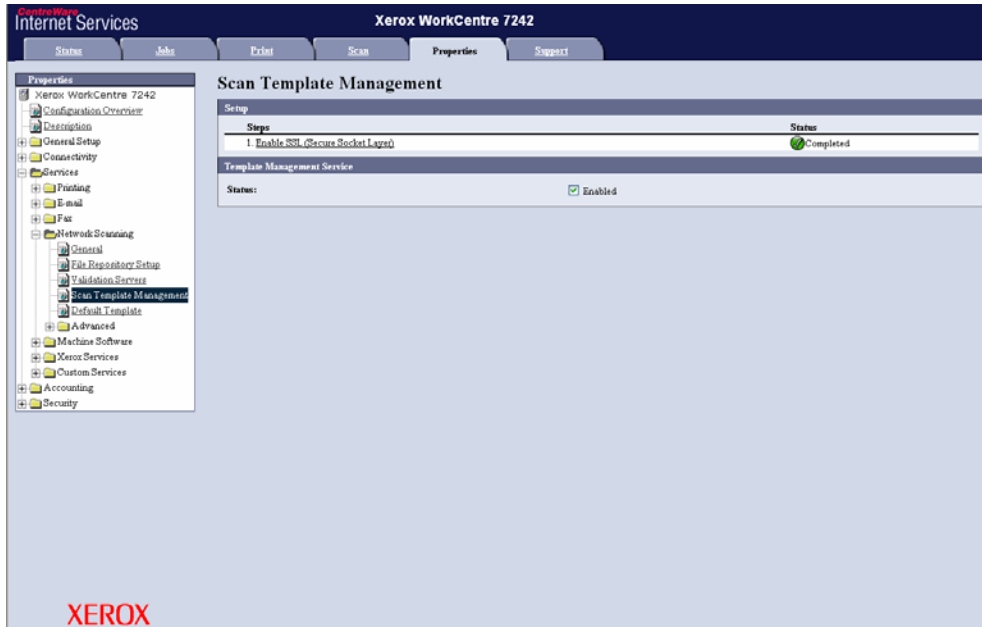 CentreWare
Internet Services
Xerox WorkCentre 7242
Status Jobs Print Scan Properties Support
Properties
Xerox WorkCentre 7242
Configuration Overview
Description
General Setup
Connectivity
Services
Printing
E-mail
Fax
Network Scanning
General
File Repository Setup
Validation Servers
Scan Template Management
Default Template
Advanced
Machine Software
Xerox Services
Custom Services
Accounting
Security
Scan Template Management
Setup
Steps Status
1. Enable SSL (Secure Socket Layer) Completed
Template Management Service
Status: Enabled
XEROX